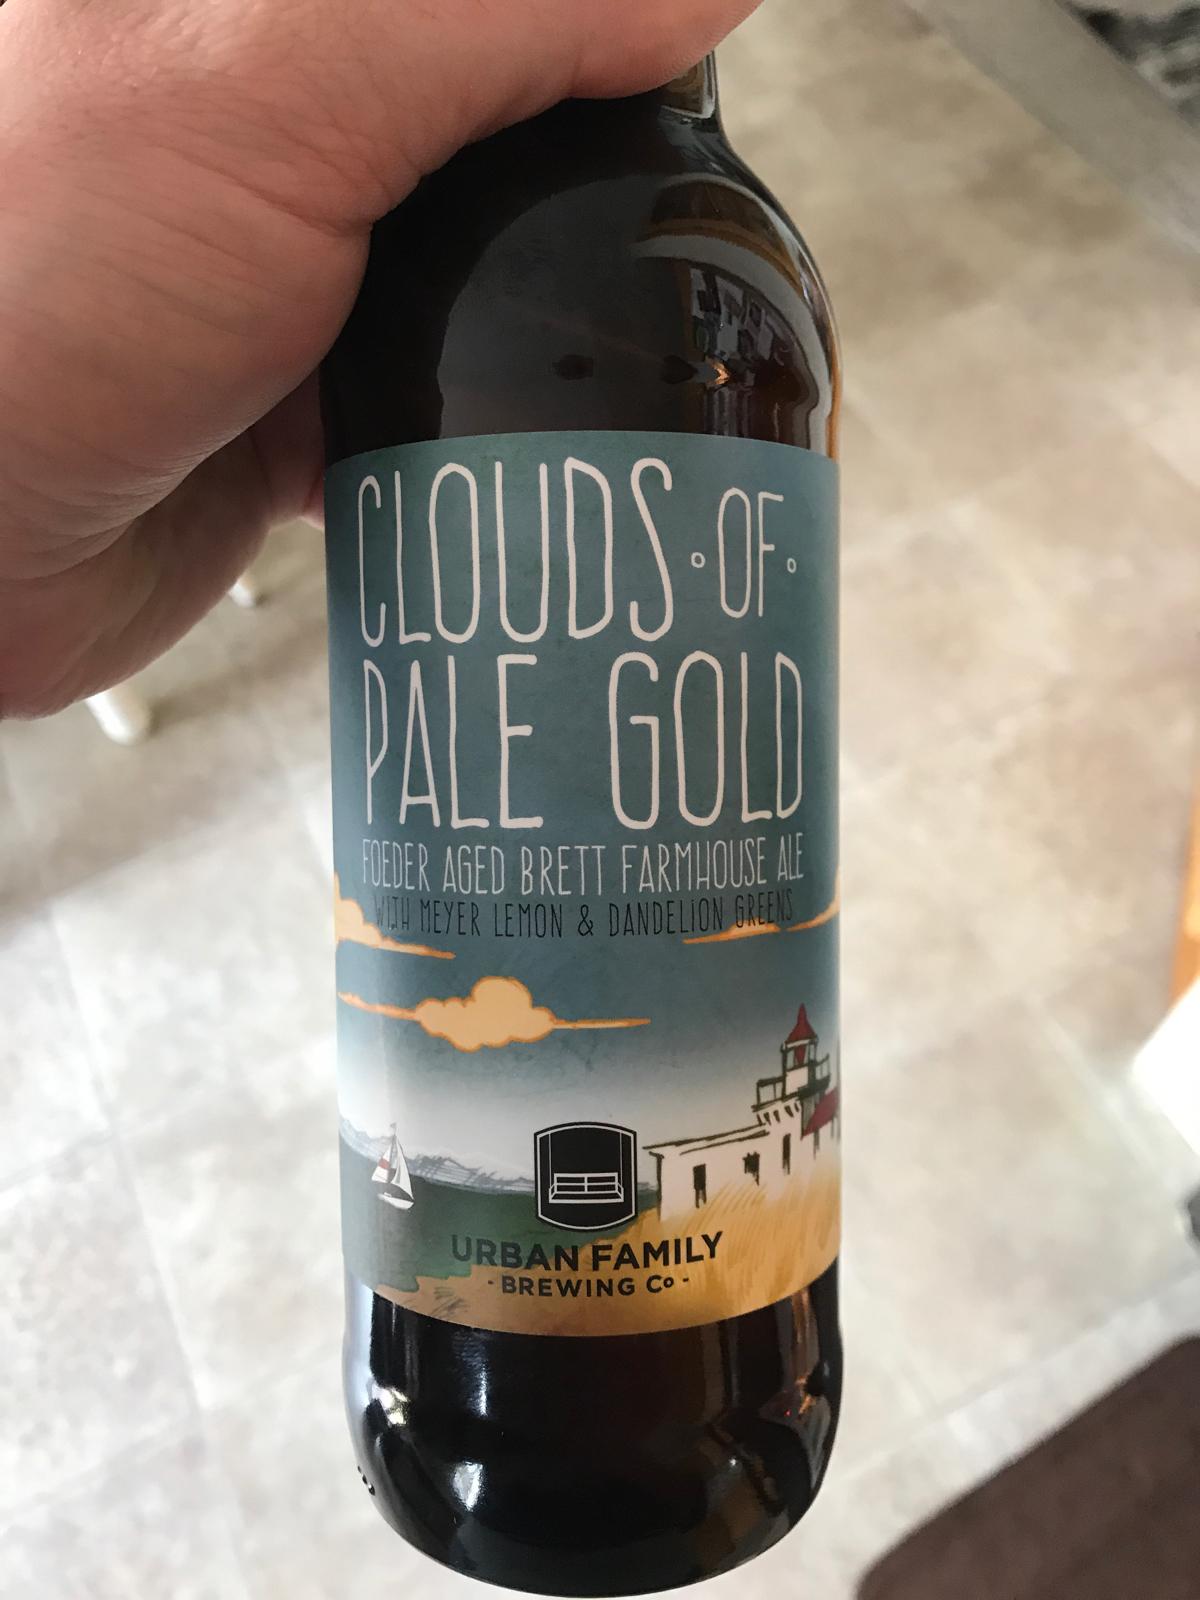 CLOUDS·OF·
PALE GOLD
FOEDER AGED BRETT FARMHOUSE ALE
WITH MEYER LEMON & DANDELION GREENS
URBAN FAMILY
-BREWING Co-